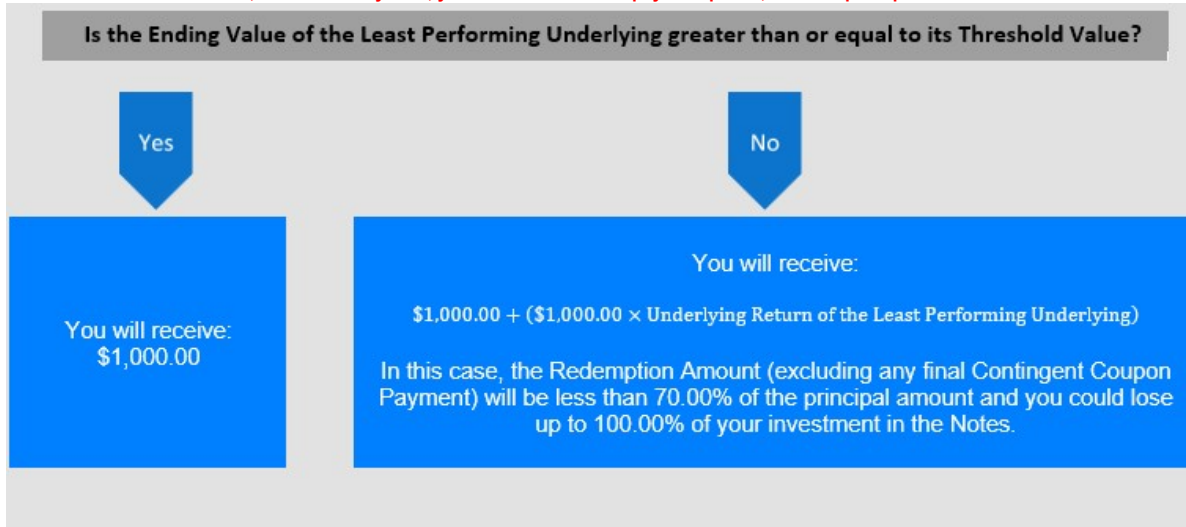 Is the Ending Value of the Least Performing Underlying greater than or equal to its Threshold Value?
Yes
No
You will receive:
$1,000.00
You will receive:
$1,000.00 + ($1,000.00 × Underlying Return of the Least Performing Underlying)
In this case, the Redemption Amount (excluding any final Contingent Coupon
Payment) will be less than 70.00% of the principal amount and you could lose
up to 100.00% of your investment in the Notes.